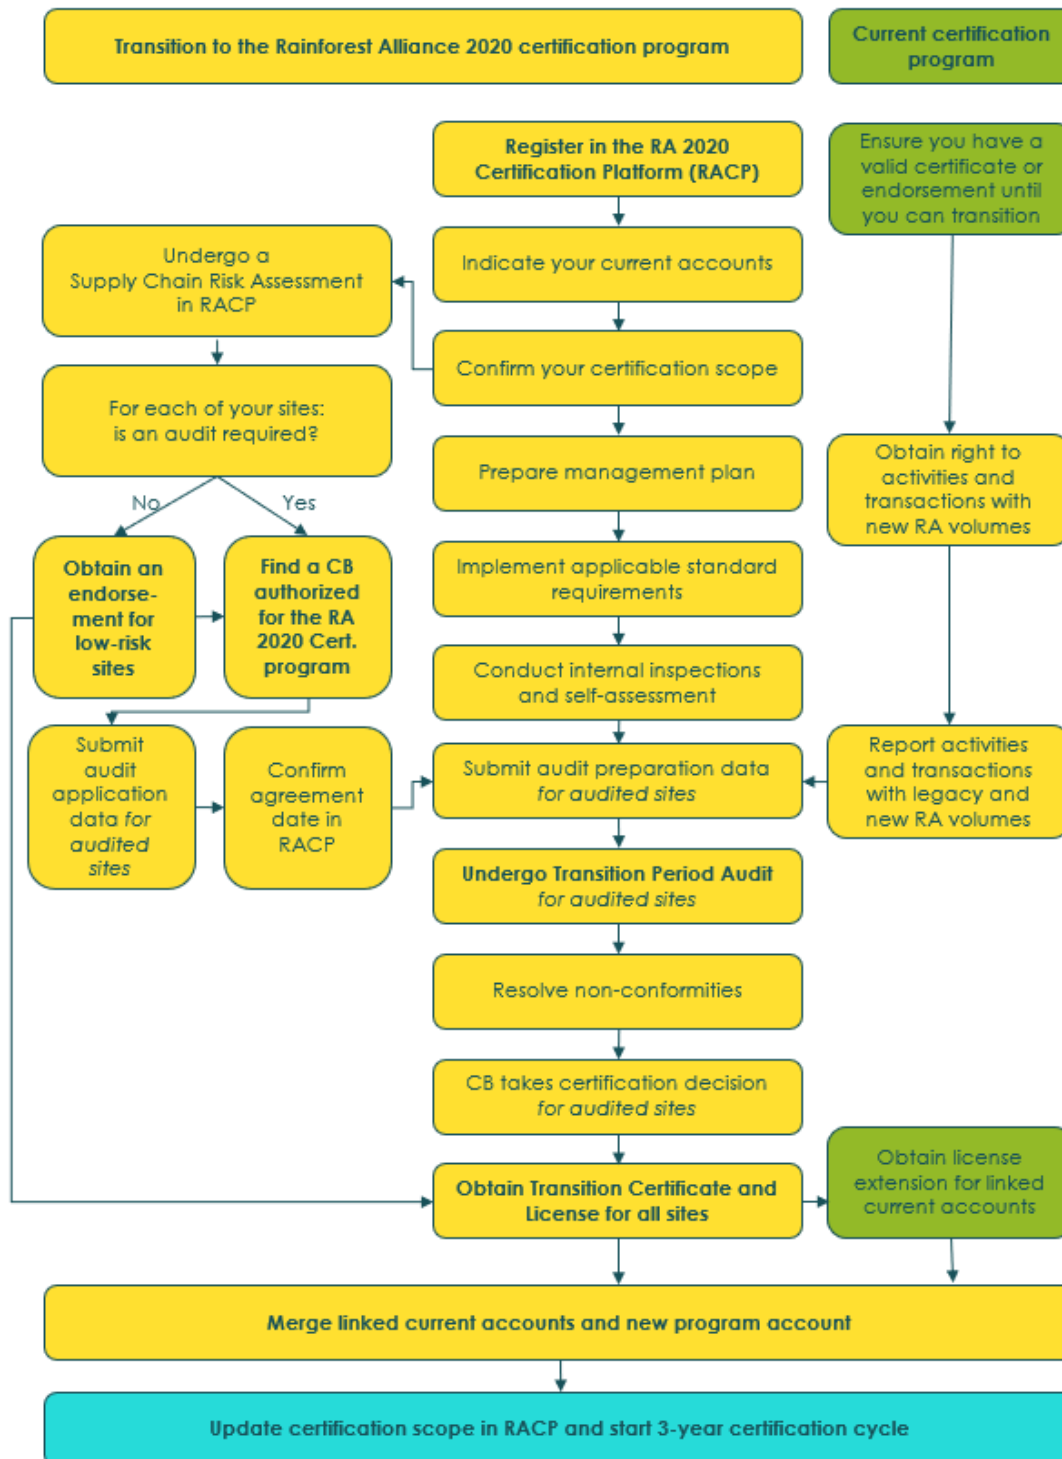 Transition to the Rainforest Alliance 2020 certification program
Current certification
program
Register in the RA 2020
Certification Platform (RACP)
Ensure you have a
valid certificate or
endorsement until
you can transition
Undergo a
Supply Chain Risk Assessment
in RACP
Indicate your current accounts
Confirm your certification scope
For each of your sites:
is an audit required?
Prepare management plan
Obtain right to
activities and
transactions with
new RA volumes
No
Yes
Obtain an
endorse-
ment for
low-risk
sites
Find a CB
authorized
for the RA
2020 Cert.
program
Implement applicable standard
requirements
Conduct internal inspections
and self-assessment
Submit
audit
application
data for
audited
sites
Confirm
agreement
date in
RACP
Submit audit preparation data
for audited sites
Report activities
and transactions
with legacy and
new RA volumes
Undergo Transition Period Audit
for audited sites
Resolve non-conformities
CB takes certification decision
for audited sites
Obtain Transition Certificate and
License for all sites
Obtain license
extension for linked
current accounts
Merge linked current accounts and new program account
Update certification scope in RACP and start 3-year certification cycle